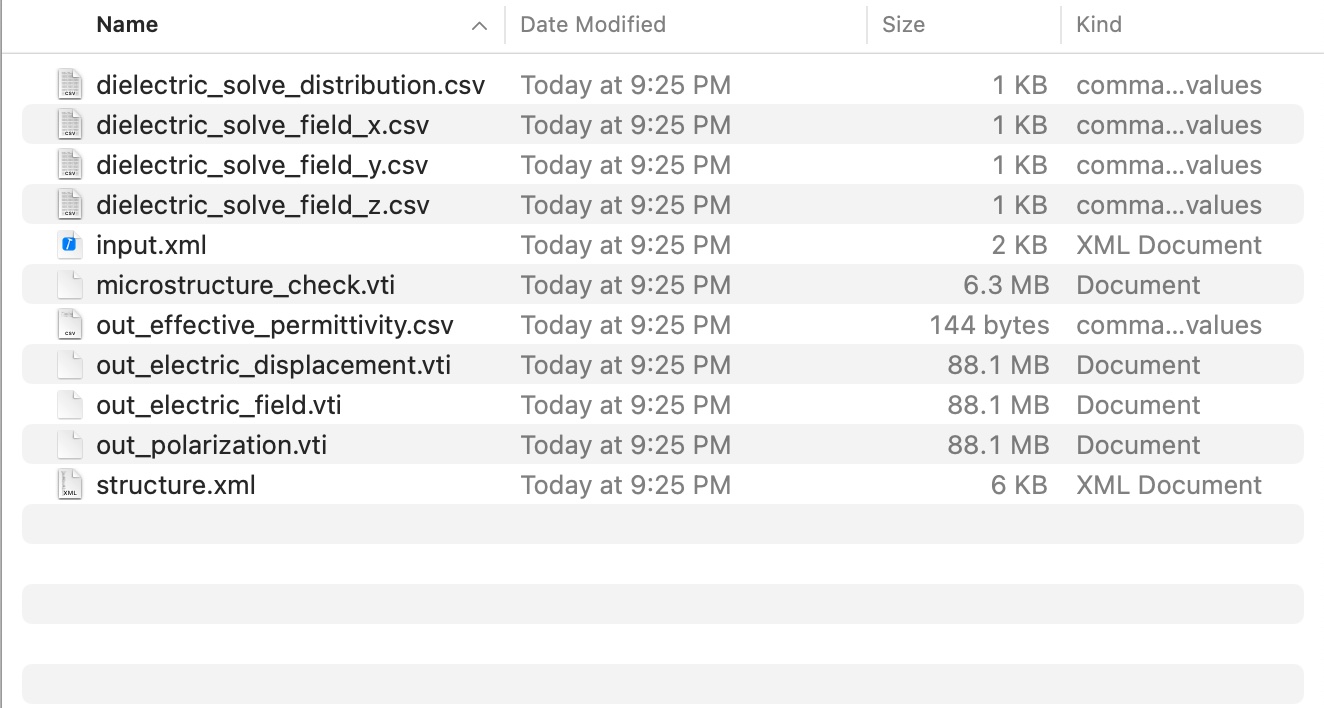 Name Date Modified Size Kind
dielectric_solve_distribution.csv Today at 9:25 PM 1 KB comma...values
dielectric_solve_field_x.csv Today at 9:25 PM 1 KB comma...values
dielectric_solve_field_y.csv Today at 9:25 PM 1 KB comma...values
dielectric_solve_field_z.csv Today at 9:25 PM 1 KB comma...values
input.xml Today at 9:25 PM 2 KB XML Document
microstructure_check.vti Today at 9:25 PM 6.3 MB Document
out_effective_permittivity.csv Today at 9:25 PM 144 bytes comma...values
out_electric_displacement.vti Today at 9:25 PM 88.1 MB Document
out_electric_field.vti Today at 9:25 PM 88.1 MB Document
out_polarization.vti Today at 9:25 PM 88.1 MB Document
structure.xml Today at 9:25 PM 6 KB XML Document